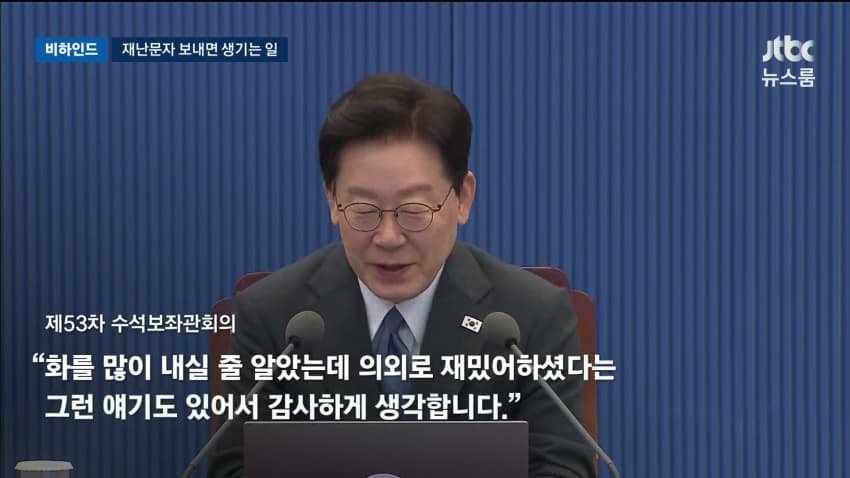 비하인드 재난문자 보내면 생기는 일
jtbc
뉴스룸
제53차 수석보좌관회의
“화를 많이 내실 줄 알았는데 의외로 재밌어하셨다는
그런 얘기도 있어서 감사하게 생각합니다.”